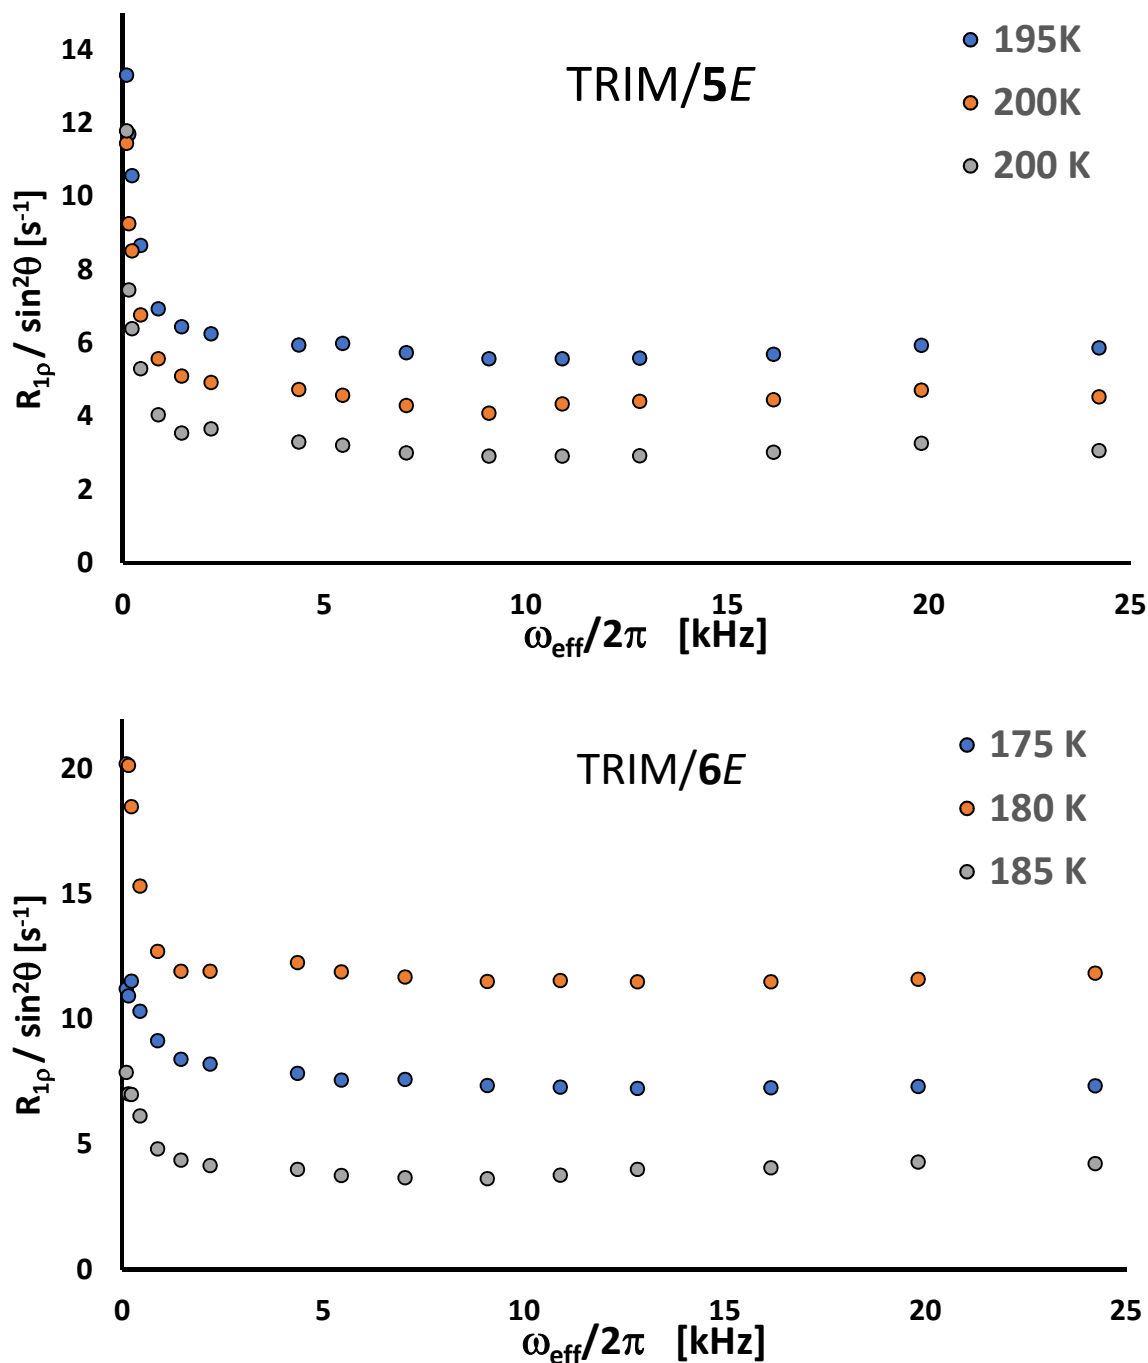 TRIM/5E
195K
200K
200 K
R1ρ / sin²θ [s⁻¹]
14
12
10
8
6
4
2
0
0 5 10 15 20 25
ωeff/2π [kHz]
TRIM/6E
175 K
180 K
185 K
R1ρ / sin²θ [s⁻¹]
20
15
10
5
0
0 5 10 15 20 25
ωeff/2π [kHz]